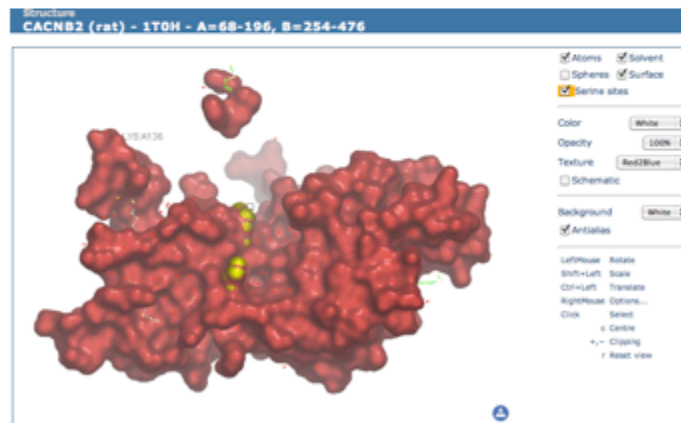 Structure
CACNB2 (rat) - 1T0H - A=68-196, B=254-476
LYSA136
Atoms Solvent
Spheres Surface
Serine sites
Color White
Opacity 100%
Texture Red2Blue
Schematic
Background White
Antialias
LeftMouse Rotate
Shift+Left Scale
Ctrl+Left Translate
RightMouse Options...
Click Select
c Centre
+,- Clipping
r Reset view